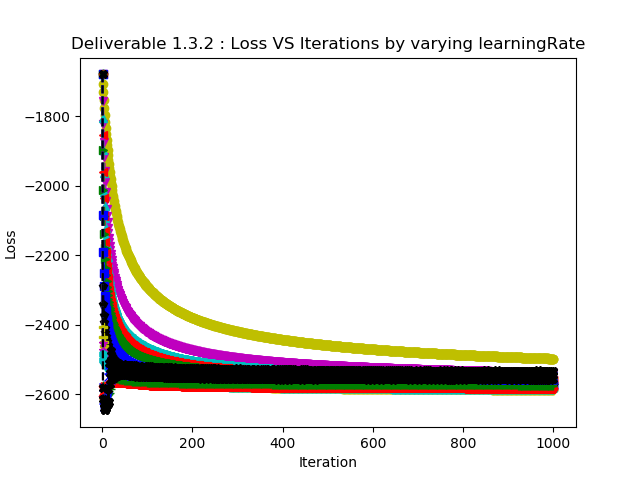 Deliverable 1.3.2 : Loss VS Iterations by varying learningRate
−1800
−2000
−2200
−2400
−2600
Loss
0 200 400 600 800 1000
Iteration